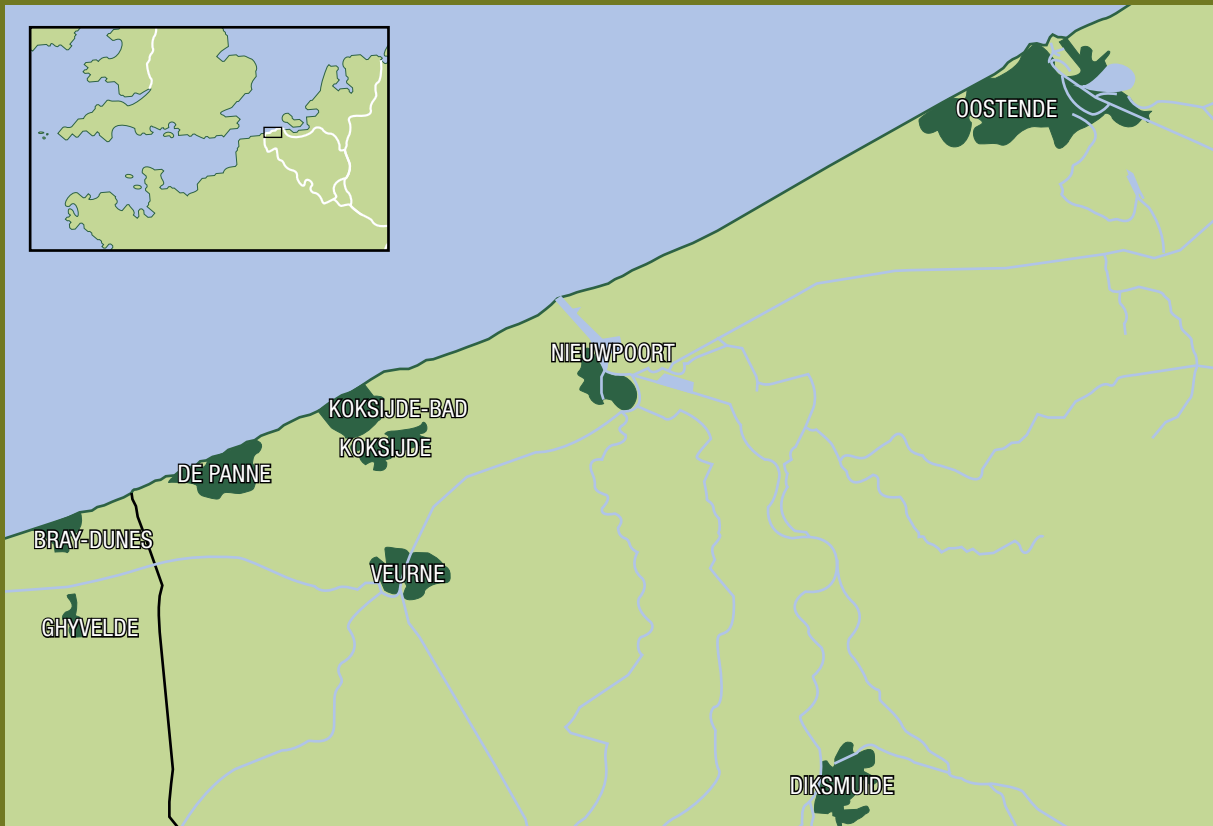 OOSTENDE
NIEUWPOORT
KOKSIJDE-BAD
KOKSIJDE
DE PANNE
BRAY-DUNES
VEURNE
GHYVELDE
DIKSMUIDE